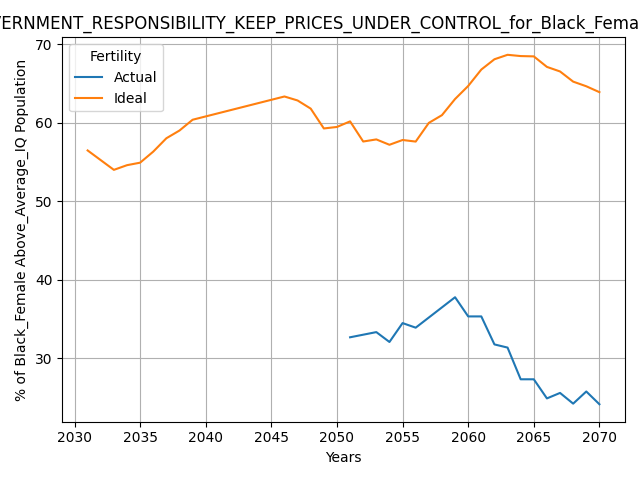 VERNMENT_RESPONSIBILITY_KEEP_PRICES_UNDER_CONTROL_for_Black_Fema
Fertility
Actual
Ideal
% of Black_Female Above_Average_IQ Population
70
60
50
40
30
2030 2035 2040 2045 2050 2055 2060 2065 2070
Years